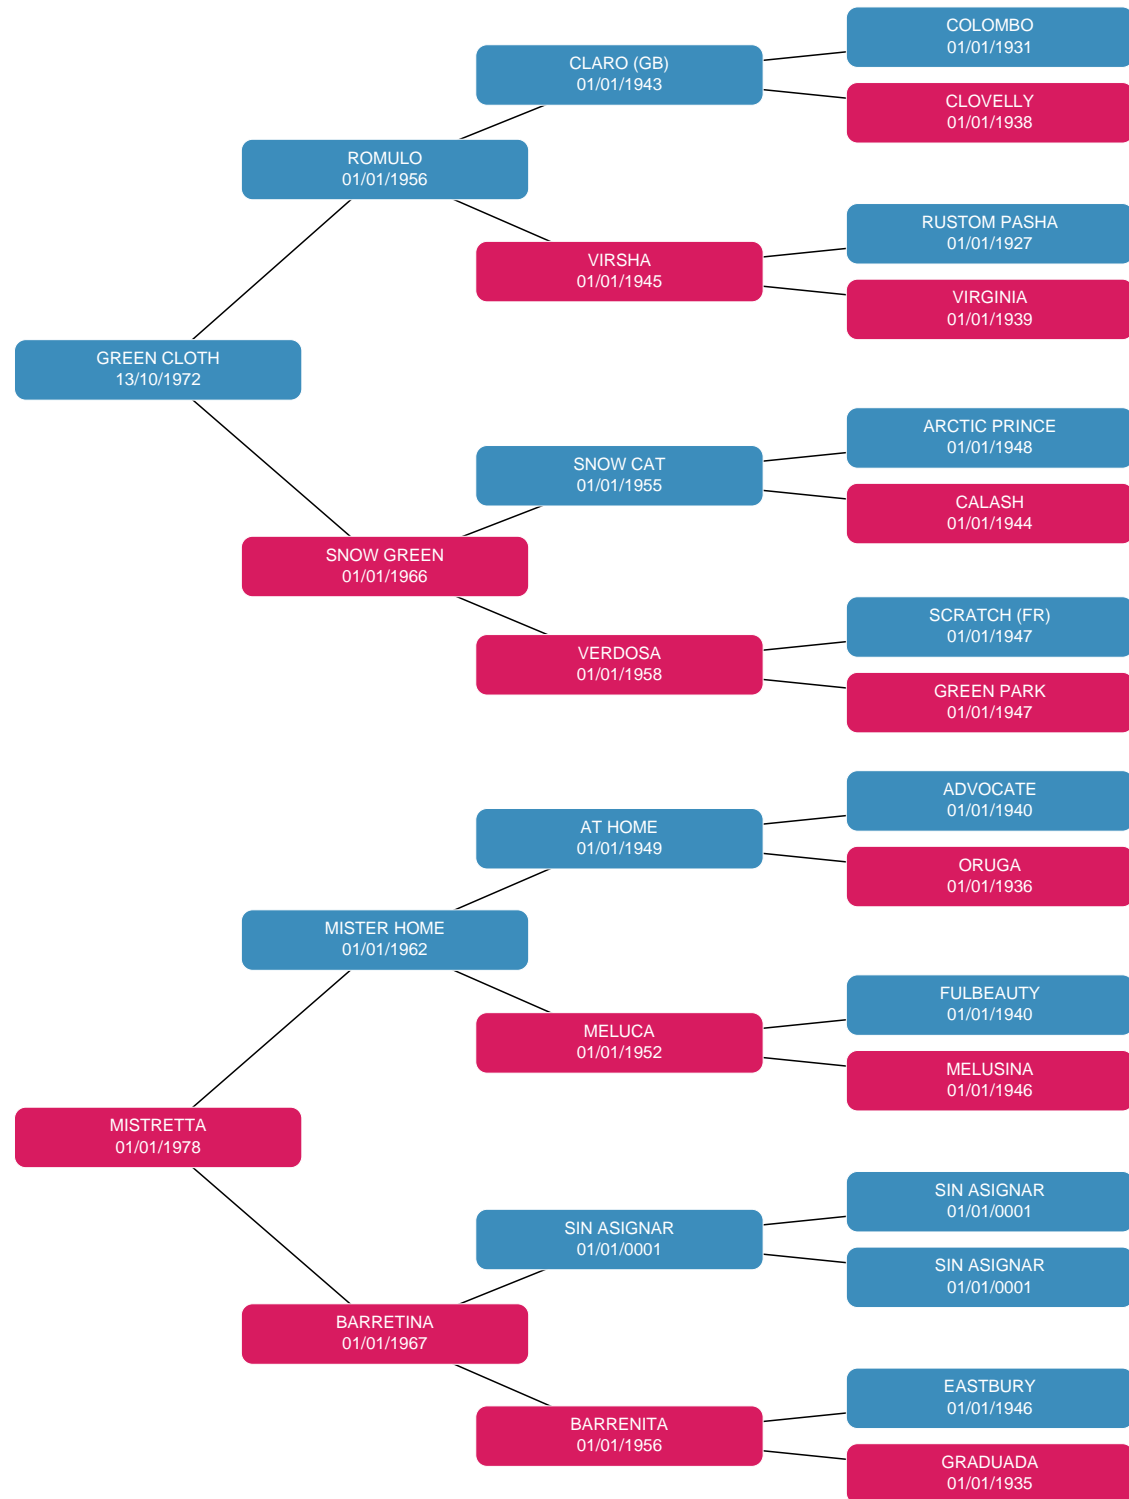 COLOMBO
01/01/1931
CLARO (GB)
01/01/1943
CLOVELLY
01/01/1938
ROMULO
01/01/1956
RUSTOM PASHA
01/01/1927
VIRSHA
01/01/1945
VIRGINIA
01/01/1939
GREEN CLOTH
13/10/1972
ARCTIC PRINCE
01/01/1948
SNOW CAT
01/01/1955
CALASH
01/01/1944
SNOW GREEN
01/01/1966
SCRATCH (FR)
01/01/1947
VERDOSA
01/01/1958
GREEN PARK
01/01/1947
ADVOCATE
01/01/1940
AT HOME
01/01/1949
ORUGA
01/01/1936
MISTER HOME
01/01/1962
FULBEAUTY
01/01/1940
MELUCA
01/01/1952
MELUSINA
01/01/1946
MISTRETTA
01/01/1978
SIN ASIGNAR
01/01/0001
SIN ASIGNAR
01/01/0001
SIN ASIGNAR
01/01/0001
BARRETINA
01/01/1967
EASTBURY
01/01/1946
BARRENITA
01/01/1956
GRADUADA
01/01/1935